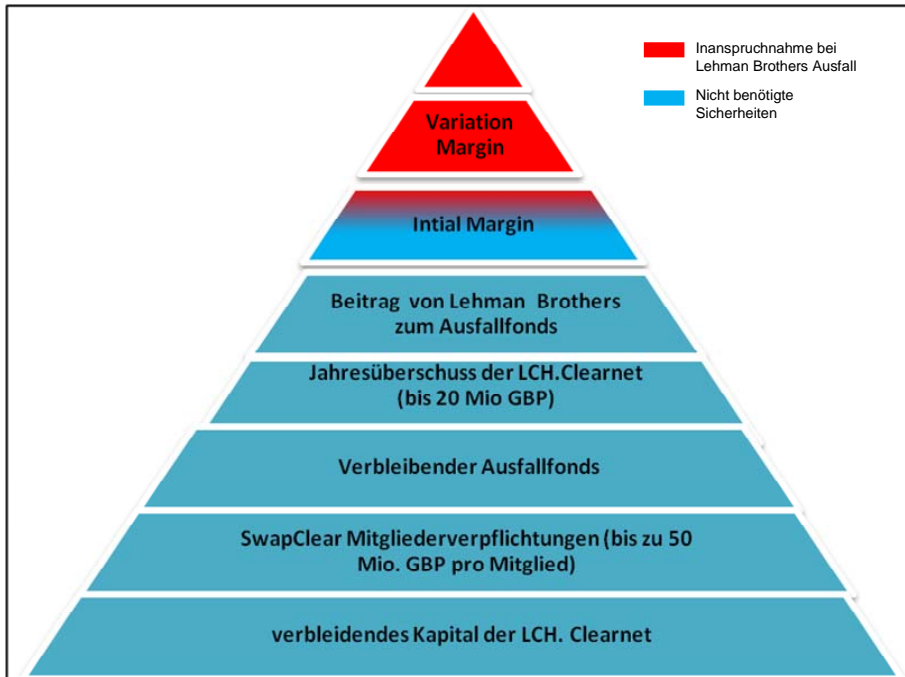 Inanspruchnahme bei
Lehman Brothers Ausfall
Nicht benötigte
Sicherheiten
Variation
Margin
Intial Margin
Beitrag von Lehman Brothers
zum Ausfallfonds
Jahresüberschuss der LCH.Clearnet
(bis 20 Mio GBP)
Verbleibender Ausfallfonds
SwapClear Mitgliederverpflichtungen (bis zu 50
Mio. GBP pro Mitglied)
verbleidendes Kapital der LCH. Clearnet